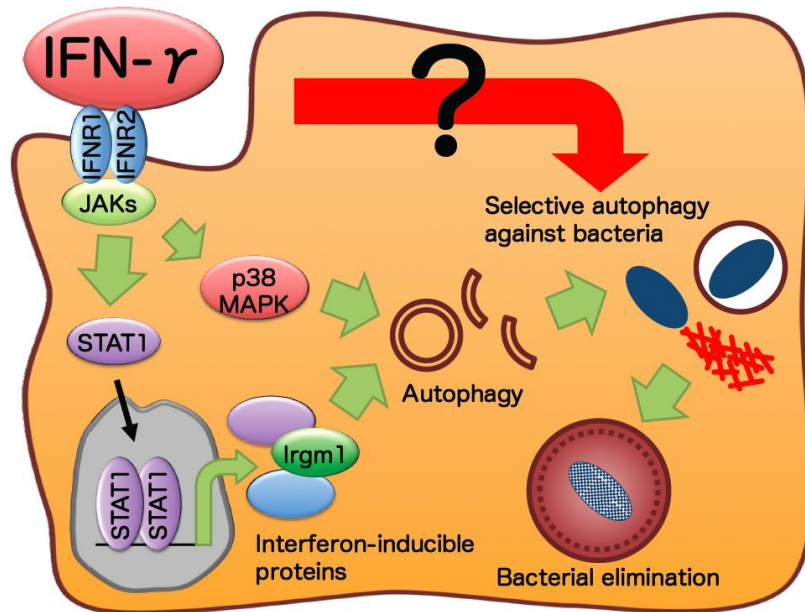 IFN-γ
IFNR1
IFNR2
JAKs
?
Selective autophagy
against bacteria
p38
MAPK
STAT1
Autophagy
Irgm1
STAT1
STAT1
Interferon-inducible
proteins
Bacterial elimination